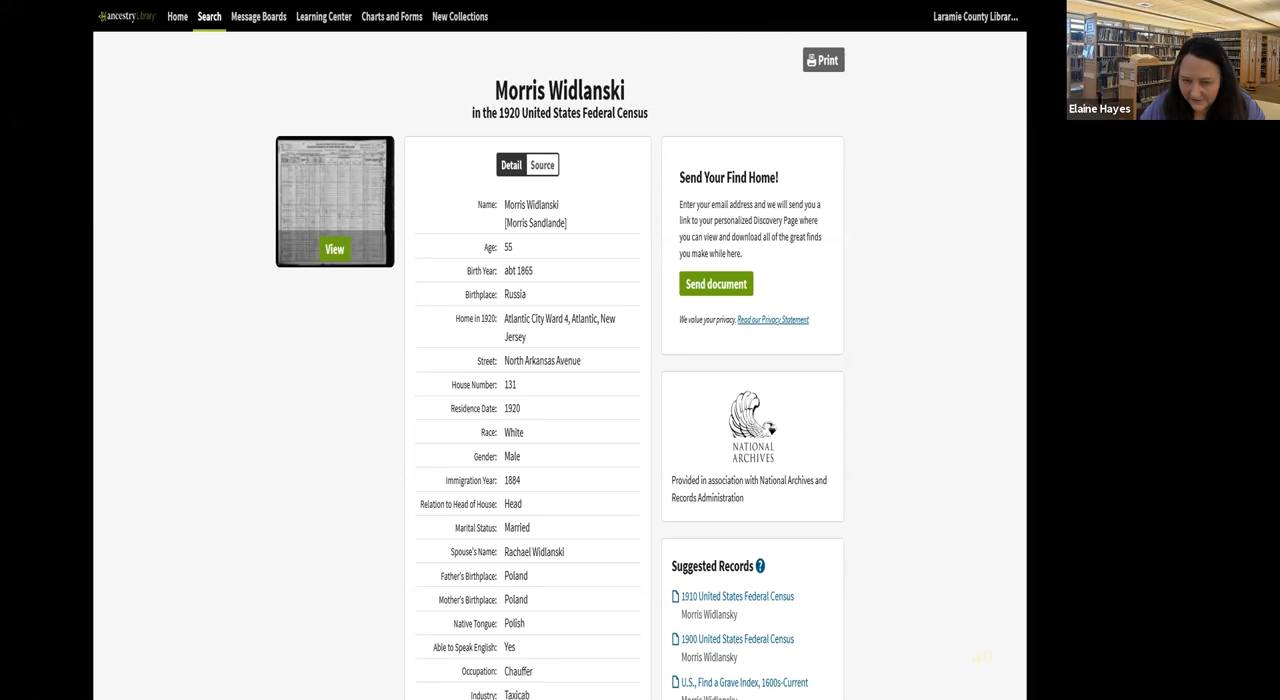 ancestryLibrary Home Search Message Boards Learning Center Charts and Forms New Collections Laramie County Librar...
Print
Morris Widlanski
in the 1920 United States Federal Census
Elaine Hayes
View
Detail Source
Name: Morris Widlanski
[Morris Sandlande]
Age: 55
Birth Year: abt 1865
Birthplace: Russia
Home in 1920: Atlantic City Ward 4, Atlantic, New
Jersey
Street: North Arkansas Avenue
House Number: 131
Residence Date: 1920
Race: White
Gender: Male
Immigration Year: 1884
Relation to Head of House: Head
Marital Status: Married
Spouse's Name: Rachael Widlanski
Father's Birthplace: Poland
Mother's Birthplace: Poland
Native Tongue: Polish
Able to Speak English: Yes
Occupation: Chauffer
Industry: Taxicab
Send Your Find Home!
Enter your email address and we will send you a
link to your personalized Discovery Page where
you can view and download all of the great finds
you make while here.
Send document
We value your privacy. Read our Privacy Statement
NATIONAL
ARCHIVES
Provided in association with National Archives and
Records Administration
Suggested Records ?
1910 United States Federal Census
Morris Widlansky
1900 United States Federal Census
Morris Widlansky
U.S., Find a Grave Index, 1600s-Current
Morris Widlansky